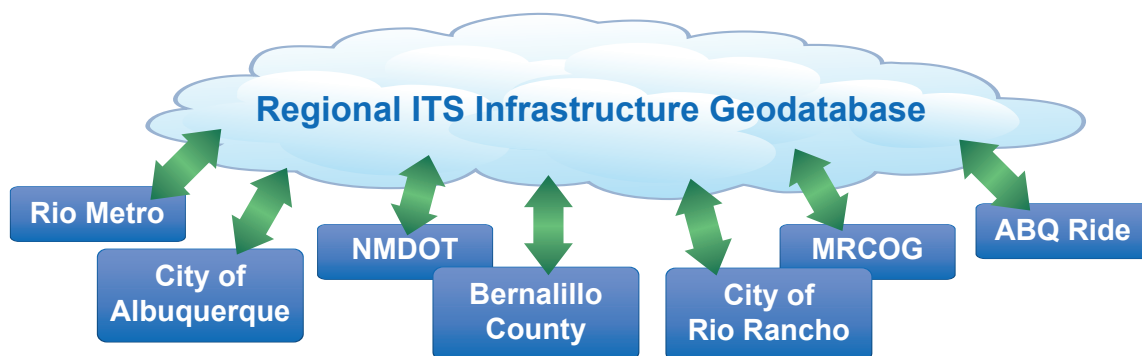 Regional ITS Infrastructure Geodatabase
Rio Metro
City of
Albuquerque
NMDOT
Bernalillo
County
City of
Rio Rancho
MRCOG
ABQ Ride